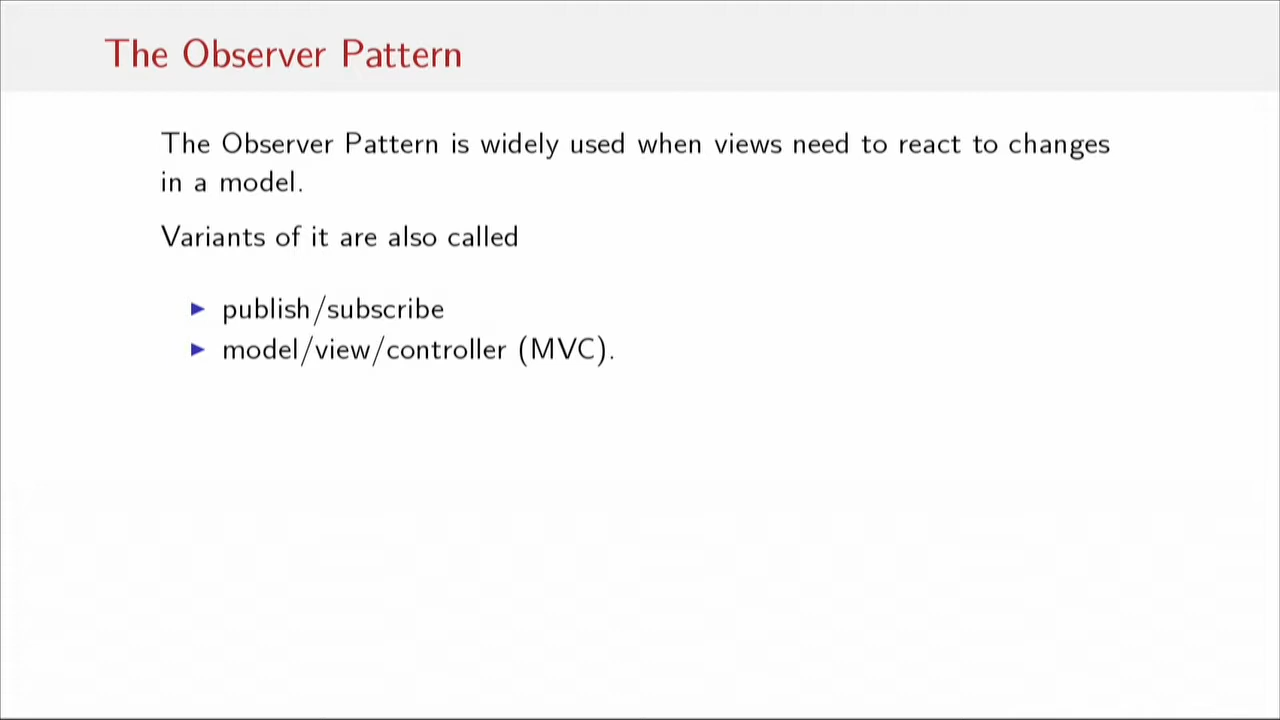 The Observer Pattern
The Observer Pattern is widely used when views need to react to changes
in a model.
Variants of it are also called
publish/subscribe
model/view/controller (MVC).